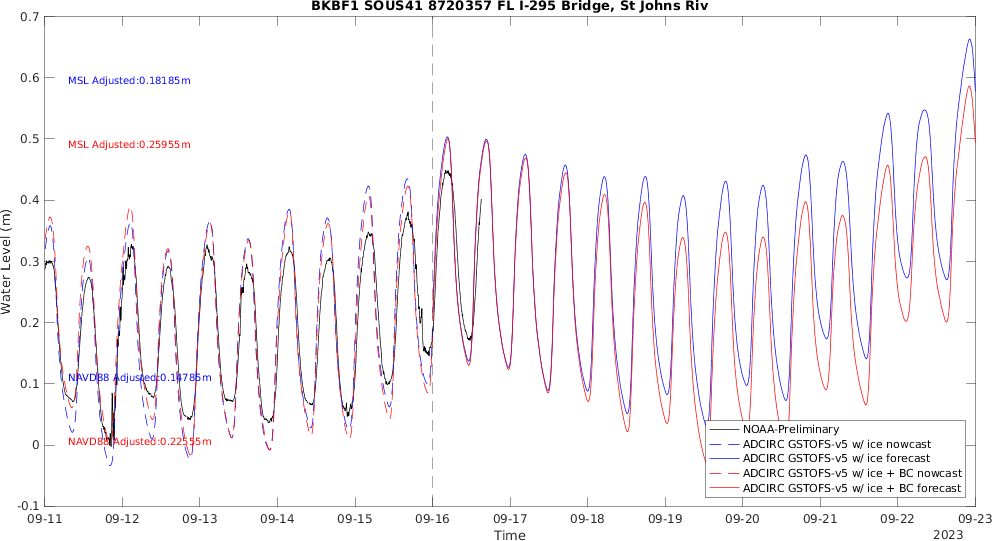 BKBF1 SOUS41 8720357 FL I-295 Bridge, St Johns Riv
0.7
0.6
0.5
0.4
0.3
0.2
0.1
0
-0.1
Water Level (m)
MSL Adjusted:0.18185m
MSL Adjusted:0.25955m
NAVD88 Adjusted:0.14785m
NAVD88 Adjusted:0.22555m
NOAA-Preliminary
ADCIRC GSTOFS-v5 w/ ice nowcast
ADCIRC GSTOFS-v5 w/ ice forecast
ADCIRC GSTOFS-v5 w/ ice + BC nowcast
ADCIRC GSTOFS-v5 w/ ice + BC forecast
09-11 09-12 09-13 09-14 09-15 09-16 09-17 09-18 09-19 09-20 09-21 09-22 09-23
Time
2023